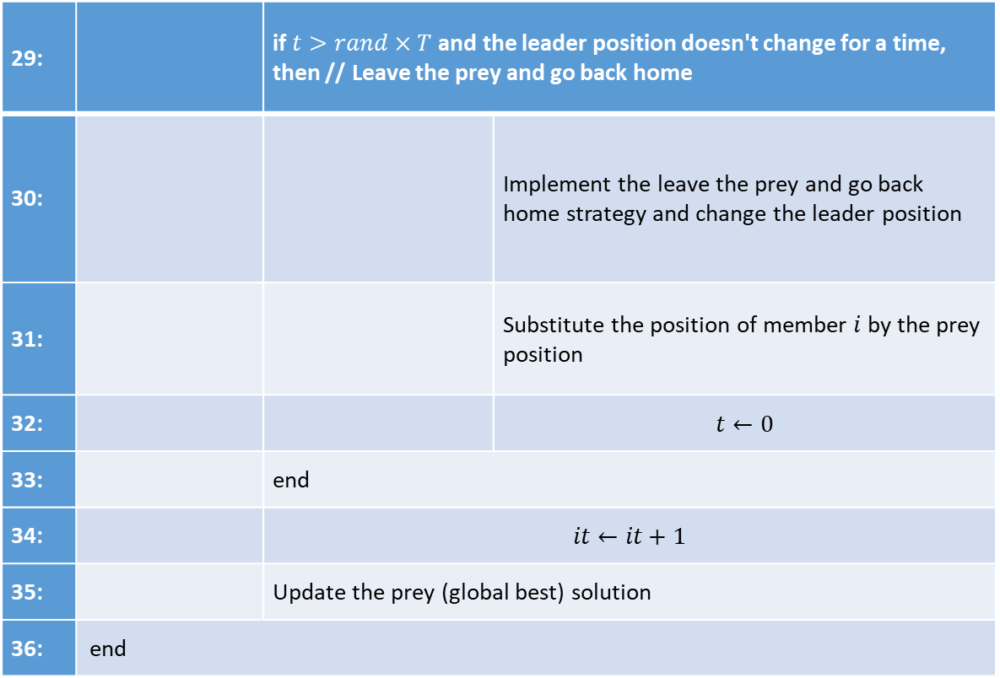 29: if t > rand × T and the leader position doesn't change for a time,
then // Leave the prey and go back home
30: Implement the leave the prey and go back
home strategy and change the leader position
31: Substitute the position of member i by the prey
position
32: t ← 0
33: end
34: it ← it + 1
35: Update the prey (global best) solution
36: end